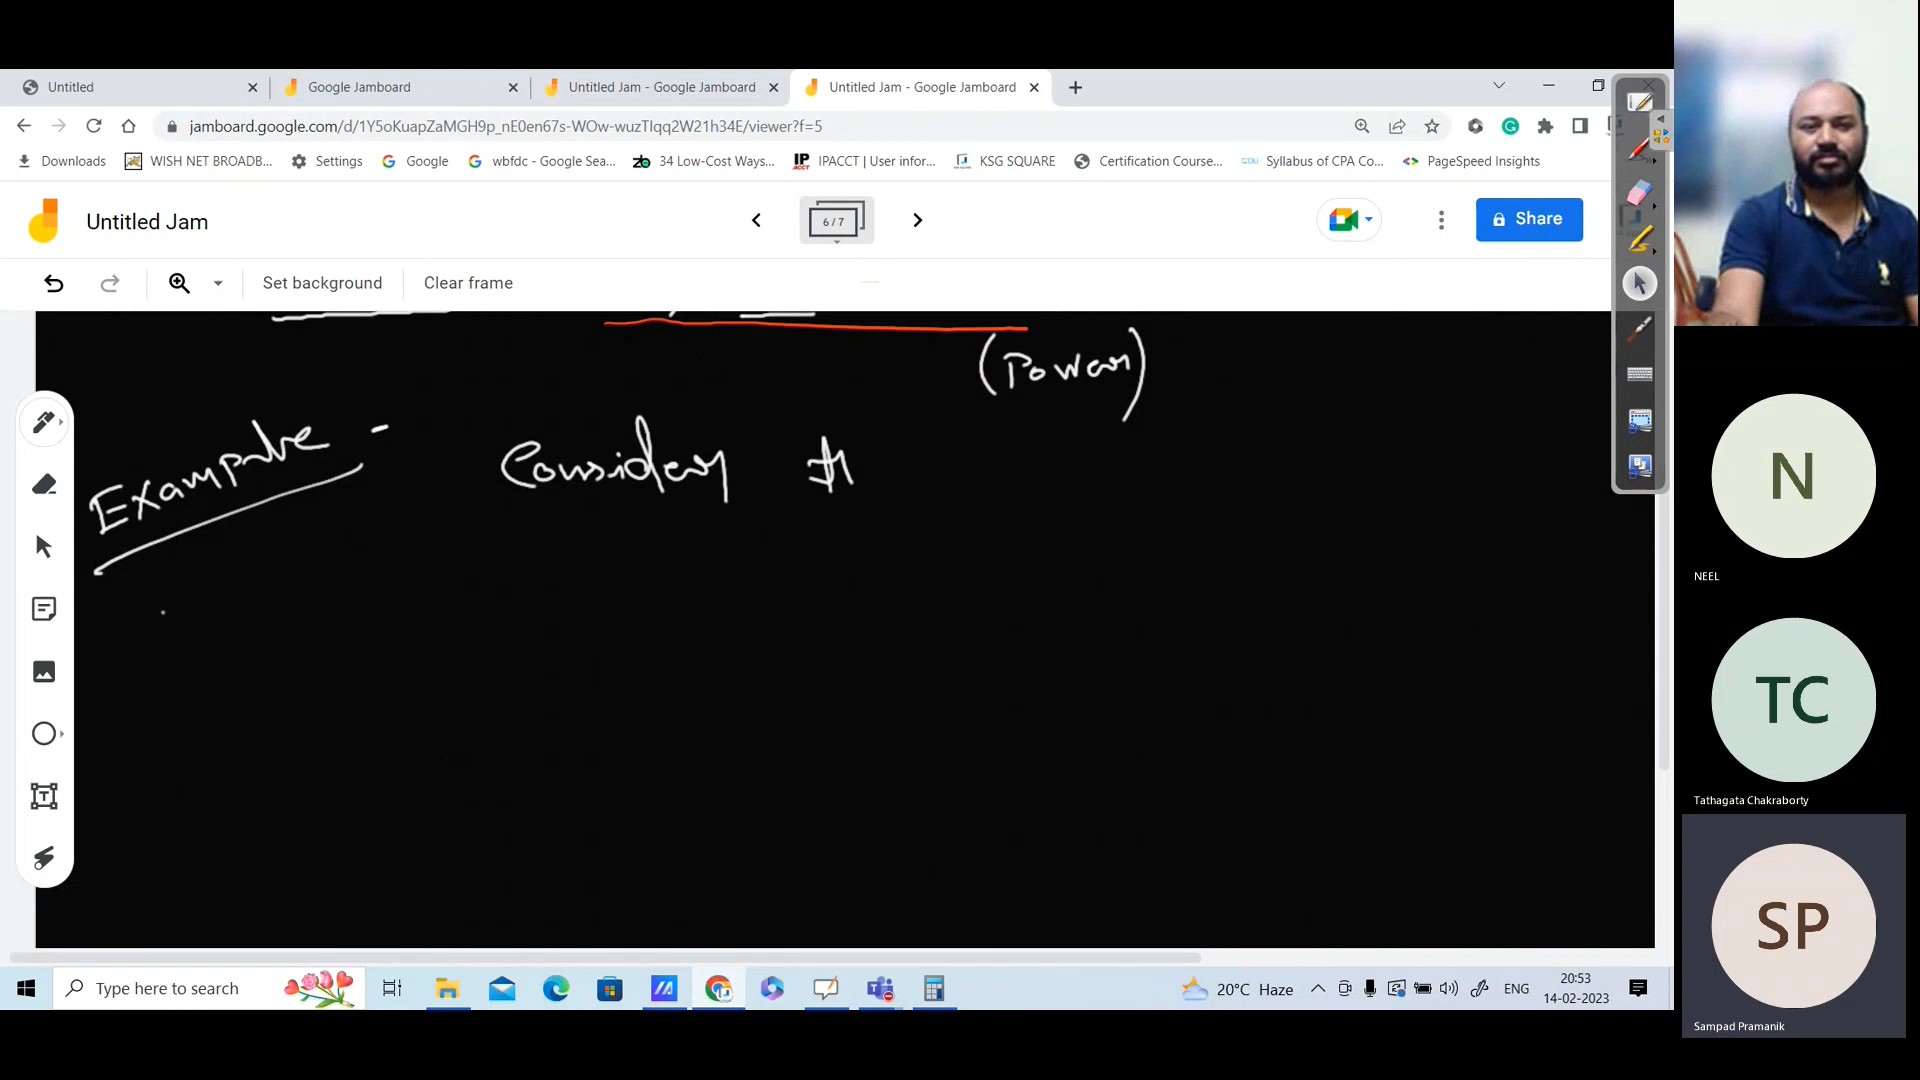 Untitled
Google Jamboard
Untitled Jam - Google Jamboard
Untitled Jam - Google Jamboard
jamboard.google.com/d/1Y5oKuapZaMGH9p_nE0en67s-WOw-wuzTIqq2W21h34E/viewer?f=5
Downloads WISH NET BROADB... Settings Google wbfdc - Google Sea... 34 Low-Cost Ways... IPACCT | User infor... KSG SQUARE Certification Course... Syllabus of CPA Co... PageSpeed Insights
Untitled Jam
6 / 7
Share
Set background
Clear frame
(Power)
Example - Consider
N
NEEL
TC
Tathagata Chakraborty
SP
Sampad Pramanik
Type here to search
20°C Haze
ENG
20:53
14-02-2023